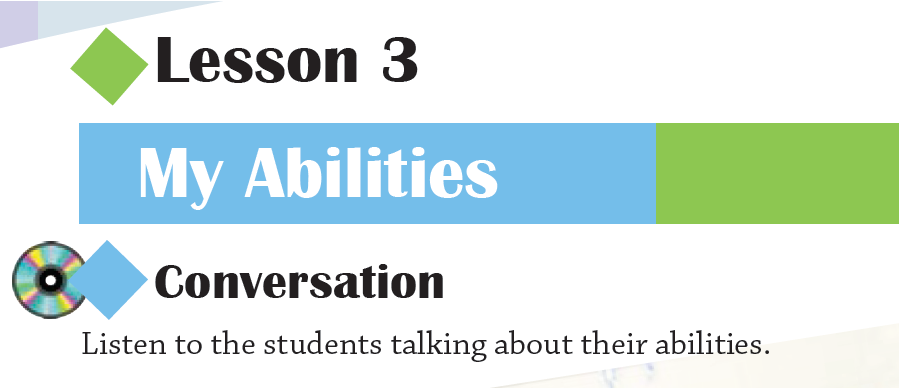 Lesson 3
My Abilities
Conversation
Listen to the students talking about their abilities.